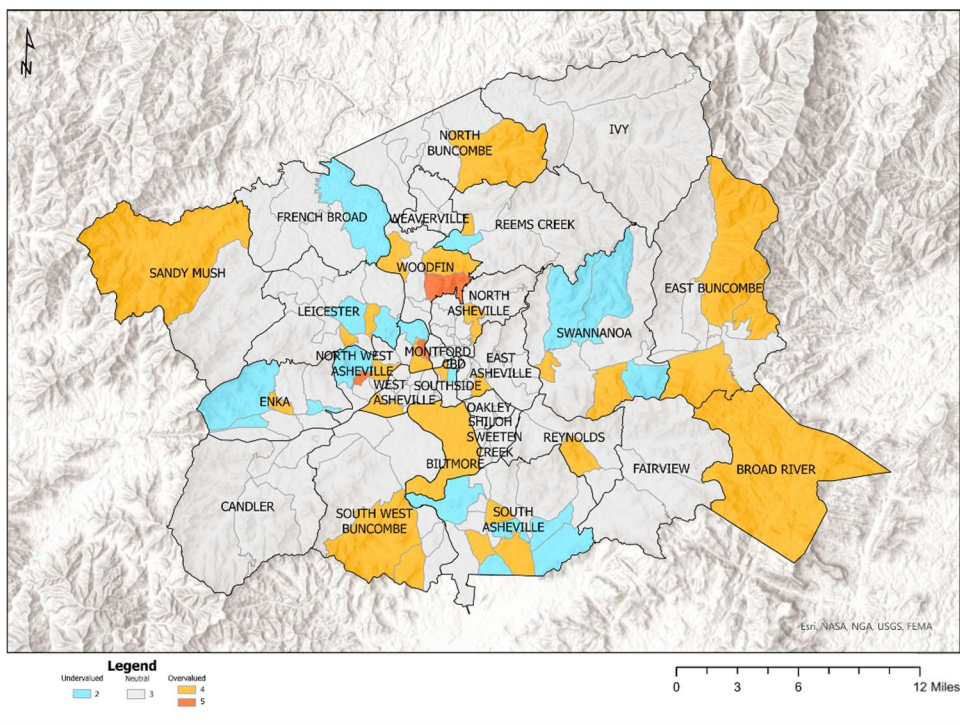 N
IVY
NORTH
BUNCOMBE
FRENCH BROAD
WEAVERVILLE
REEMS CREEK
SANDY MUSH
WOODFIN
EAST BUNCOMBE
NORTH
ASHEVILLE
LEICESTER
SWANNANOA
NORTH WEST
ASHEVILLE
MONTFORD
CBD
EAST
ASHEVILLE
WEST
ASHEVILLE
SOUTHSIDE
ENKA
OAKLEY
SHILOH
SWEETEN
CREEK
REYNOLDS
BILTMORE
FAIRVIEW
BROAD RIVER
CANDLER
SOUTH WEST
BUNCOMBE
SOUTH
ASHEVILLE
Esri, NASA, NGA, USGS, FEMA
Legend
Undervalued Neutral Overvalued
2 3 4
5
0 3 6 12 Miles